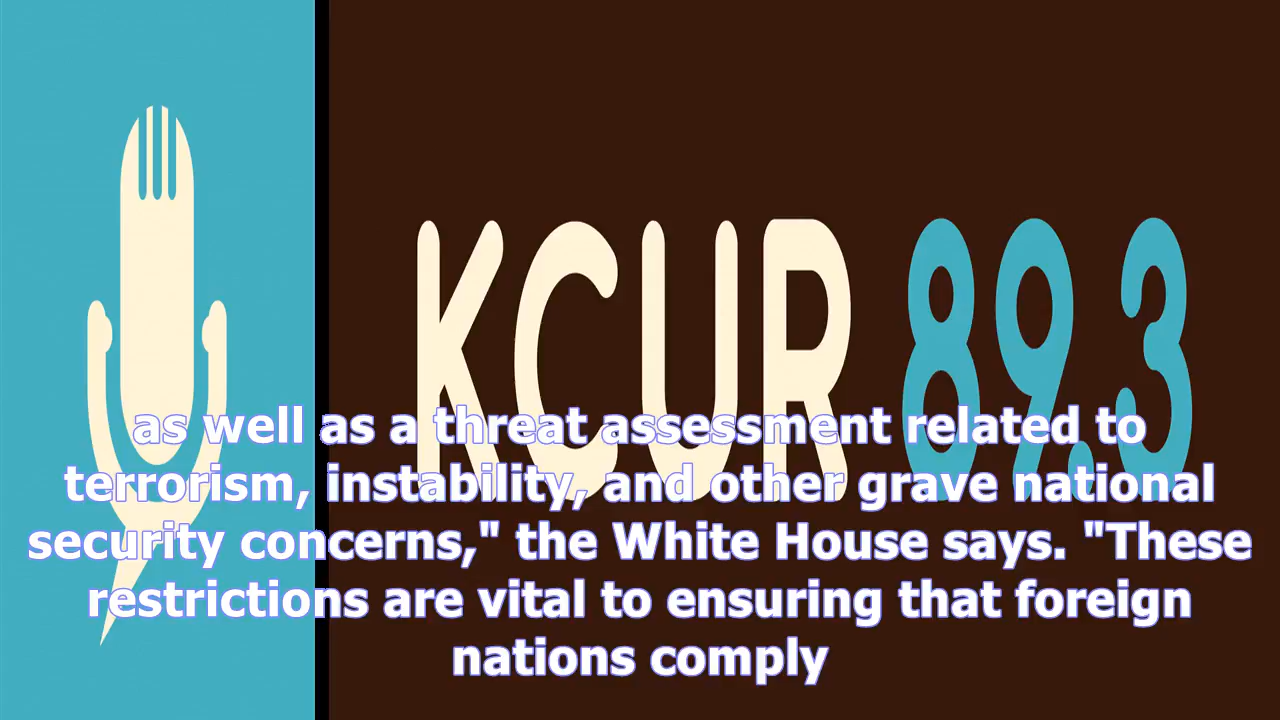 KCUR 89.3
as well as a threat assessment related to
terrorism, instability, and other grave national
security concerns," the White House says. "These
restrictions are vital to ensuring that foreign
nations comply